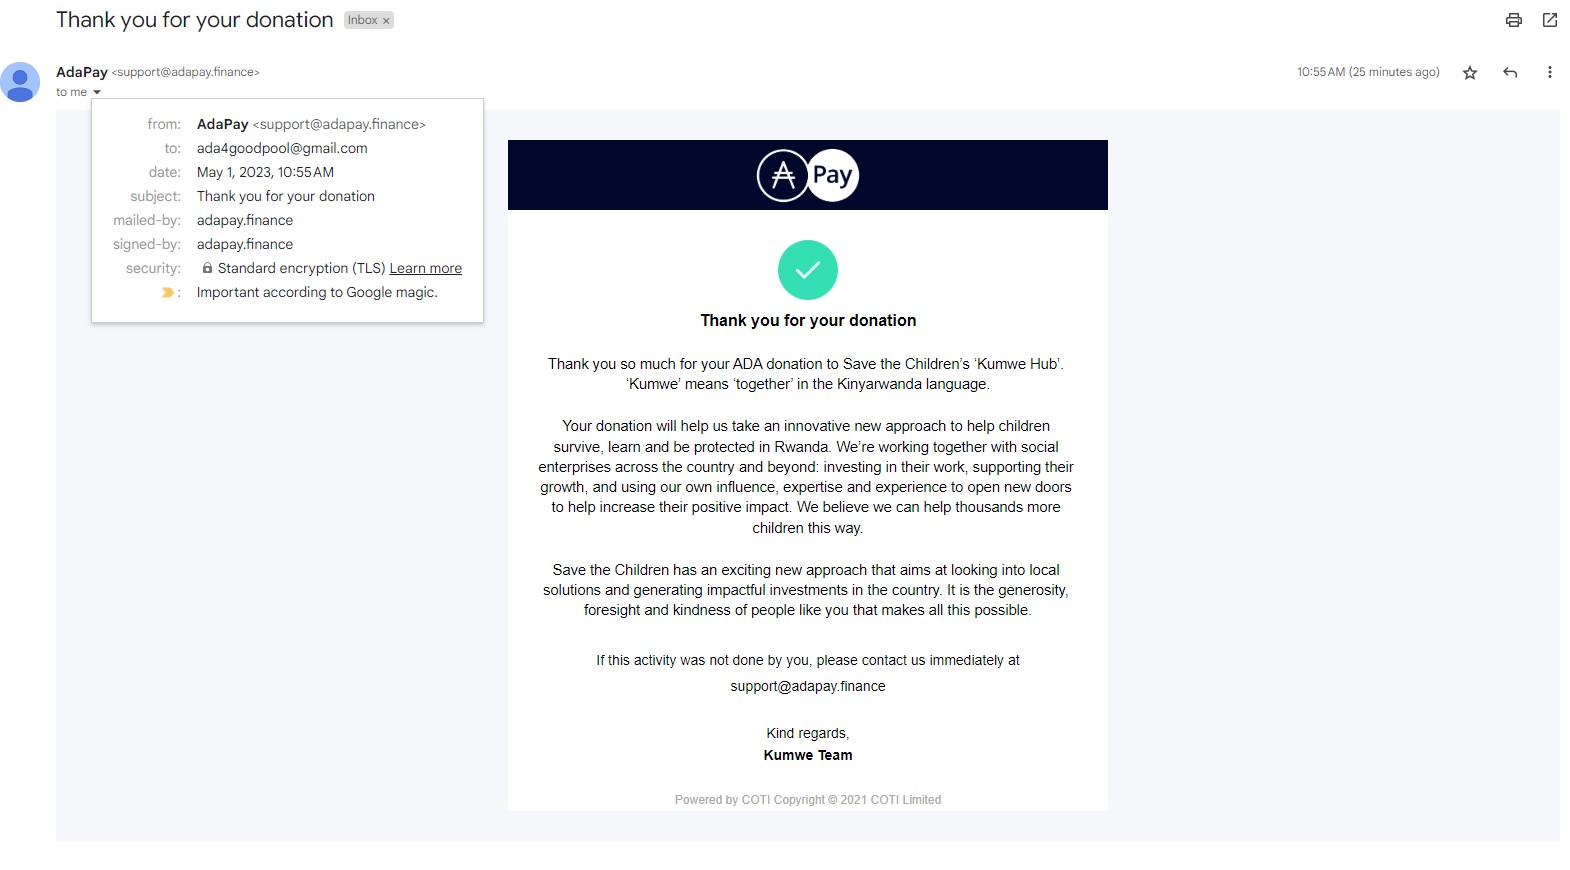 Thank you for your donation Inbox ×
AdaPay <support@adapay.finance> 10:55 AM (25 minutes ago)
to me
from: AdaPay <support@adapay.finance>
to: ada4goodpool@gmail.com
date: May 1, 2023, 10:55 AM
subject: Thank you for your donation
mailed-by: adapay.finance
signed-by: adapay.finance
security: Standard encryption (TLS) Learn more
: Important according to Google magic.
Pay
Thank you for your donation
Thank you so much for your ADA donation to Save the Children’s ‘Kumwe Hub’.
‘Kumwe’ means ‘together’ in the Kinyarwanda language.
Your donation will help us take an innovative new approach to help children
survive, learn and be protected in Rwanda. We’re working together with social
enterprises across the country and beyond: investing in their work, supporting their
growth, and using our own influence, expertise and experience to open new doors
to help increase their positive impact. We believe we can help thousands more
children this way.
Save the Children has an exciting new approach that aims at looking into local
solutions and generating impactful investments in the country. It is the generosity,
foresight and kindness of people like you that makes all this possible.
If this activity was not done by you, please contact us immediately at
support@adapay.finance
Kind regards,
Kumwe Team
Powered by COTI Copyright © 2021 COTI Limited